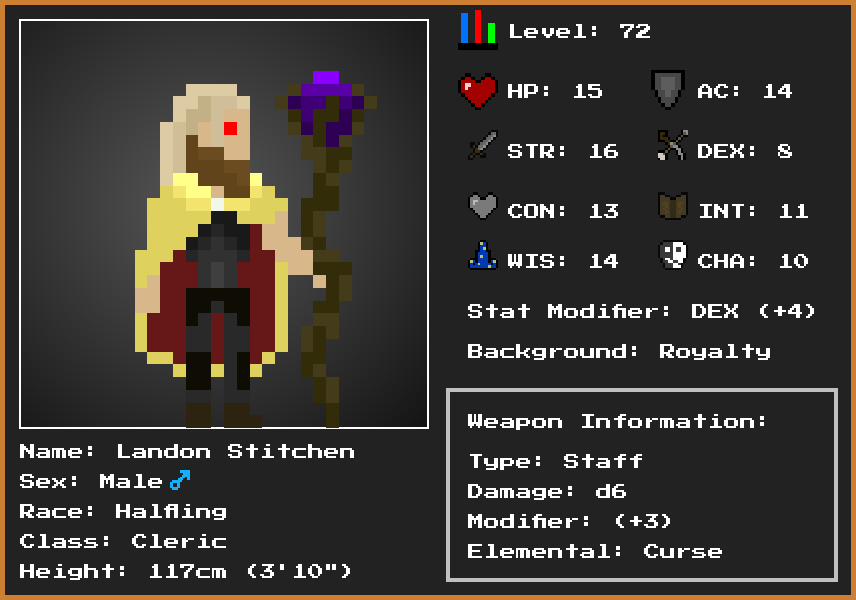 Level: 72
HP: 15
AC: 14
STR: 16
DEX: 8
CON: 13
INT: 11
WIS: 14
CHA: 10
Stat Modifier: DEX (+4)
Background: Royalty
Weapon Information:
Type: Staff
Damage: d6
Modifier: (+3)
Elemental: Curse
Name: Landon Stitchen
Sex: Male ♂
Race: Halfling
Class: Cleric
Height: 117cm (3'10")